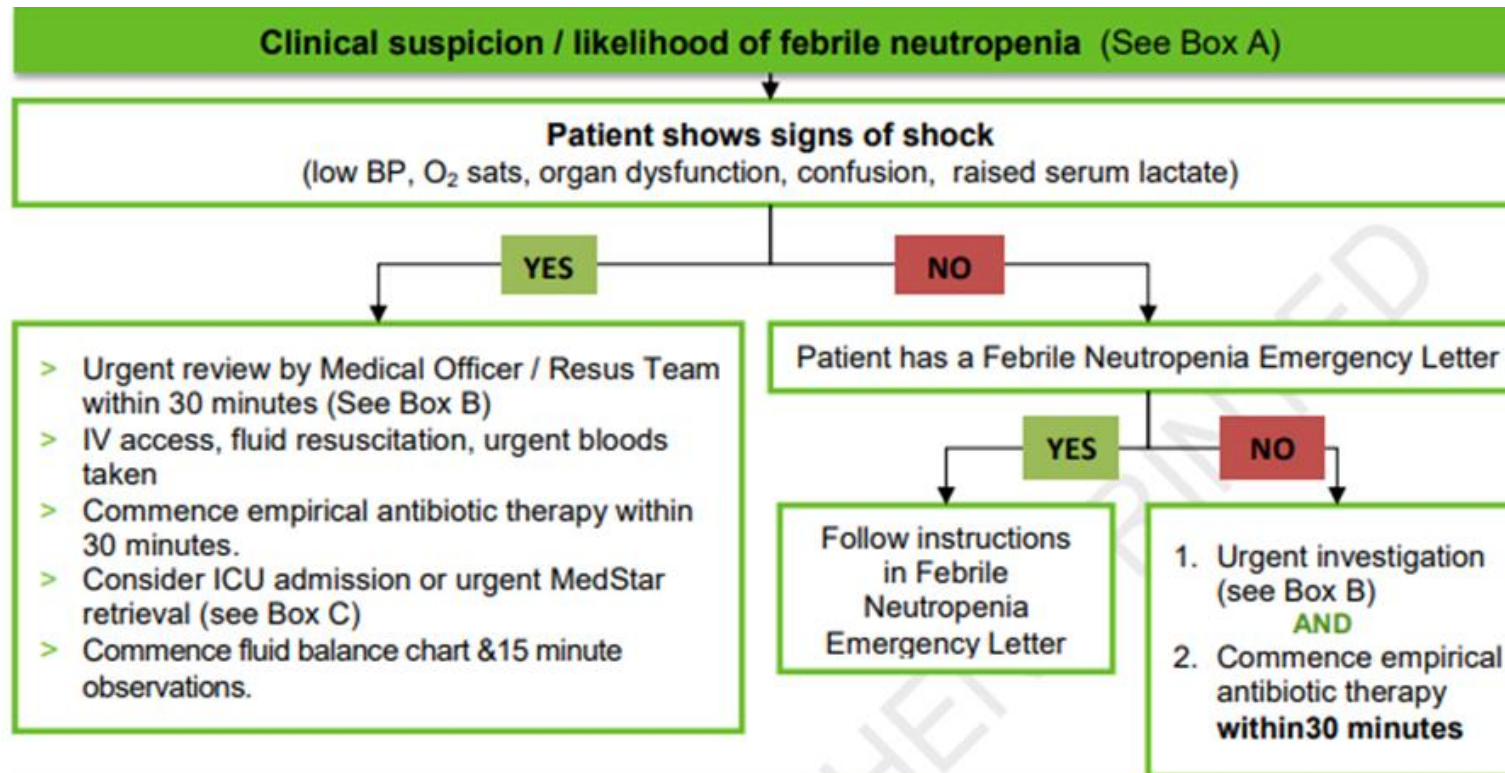 Clinical suspicion / likelihood of febrile neutropenia (See Box A)
Patient shows signs of shock
(low BP, O₂ sats, organ dysfunction, confusion, raised serum lactate)
YES
NO
> Urgent review by Medical Officer / Resus Team
within 30 minutes (See Box B)
> IV access, fluid resuscitation, urgent bloods
taken
> Commence empirical antibiotic therapy within
30 minutes.
> Consider ICU admission or urgent MedStar
retrieval (see Box C)
> Commence fluid balance chart &15 minute
observations.
Patient has a Febrile Neutropenia Emergency Letter
YES
NO
Follow instructions
in Febrile
Neutropenia
Emergency Letter
1. Urgent investigation
(see Box B)
AND
2. Commence empirical
antibiotic therapy
within30 minutes